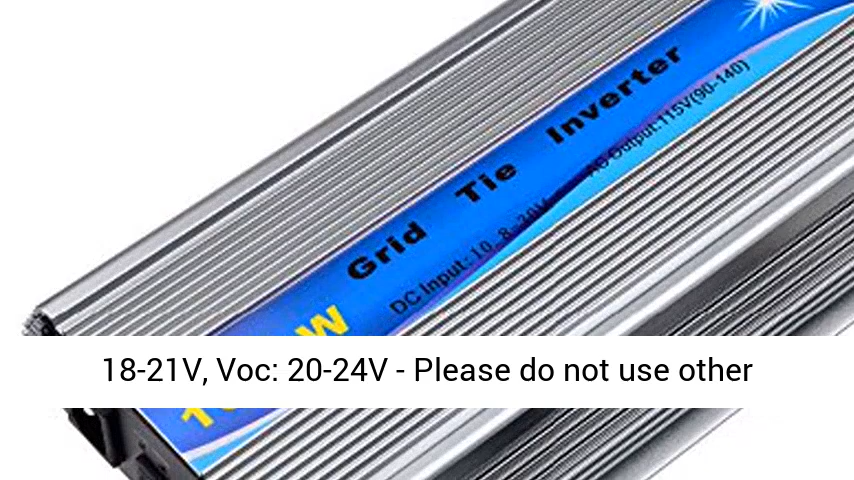 Grid Tie Inverter
DC Input: 10.8-30V
AC Output:115V(90-140)
W
18-21V, Voc: 20-24V - Please do not use other